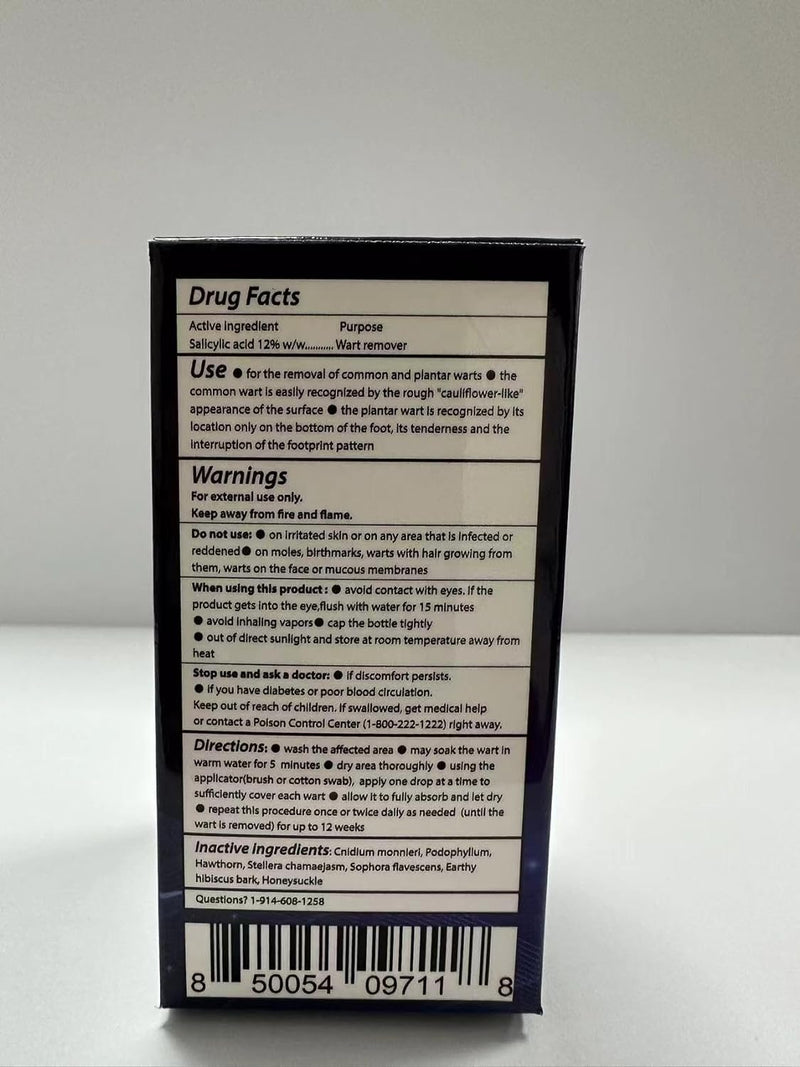 Drug Facts
Active Ingredient Purpose
Salicylic acid 12% w/w........... Wart remover
Use ● for the removal of common and plantar warts ● the
common wart is easily recognized by the rough "cauliflower-like"
appearance of the surface ● the plantar wart is recognized by its
location only on the bottom of the foot, its tenderness and the
interruption of the footprint pattern
Warnings
For external use only.
Keep away from fire and flame.
Do not use: ● on irritated skin or on any area that is infected or
reddened● on moles, birthmarks, warts with hair growing from
them, warts on the face or mucous membranes
When using this product: ● avoid contact with eyes. If the
product gets into the eye,flush with water for 15 minutes
● avoid inhaling vapors● cap the bottle tightly
● out of direct sunlight and store at room temperature away from
heat
Stop use and ask a doctor: ● if discomfort persists.
● if you have diabetes or poor blood circulation.
Keep out of reach of children. If swallowed, get medical help
or contact a Poison Control Center (1-800-222-1222) right away.
Directions: ● wash the affected area ● may soak the wart in
warm water for 5 minutes ● dry area thoroughly ● using the
applicator(brush or cotton swab), apply one drop at a time to
sufficiently cover each wart ● allow it to fully absorb and let dry
● repeat this procedure once or twice daily as needed (until the
wart is removed) for up to 12 weeks
Inactive Ingredients: Cnidium monnieri, Podophyllum,
Hawthorn, Stellera chamaejasm, Sophora flavescens, Earthy
hibiscus bark, Honeysuckle
Questions? 1-914-608-1258
8 50054 09711 8